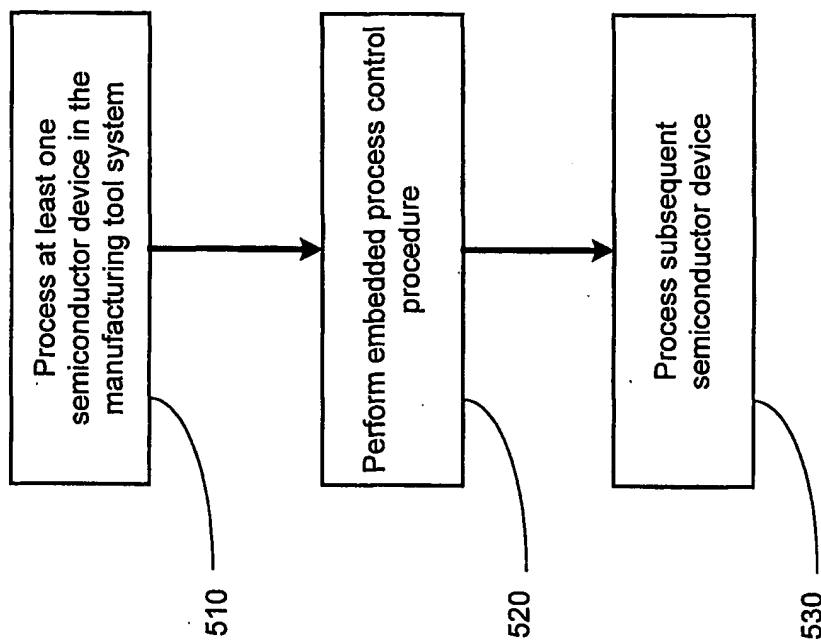 Process at least one
semiconductor device in the
manufacturing tool system
510
Perform embedded process control
procedure
520
Process subsequent
semiconductor device
530